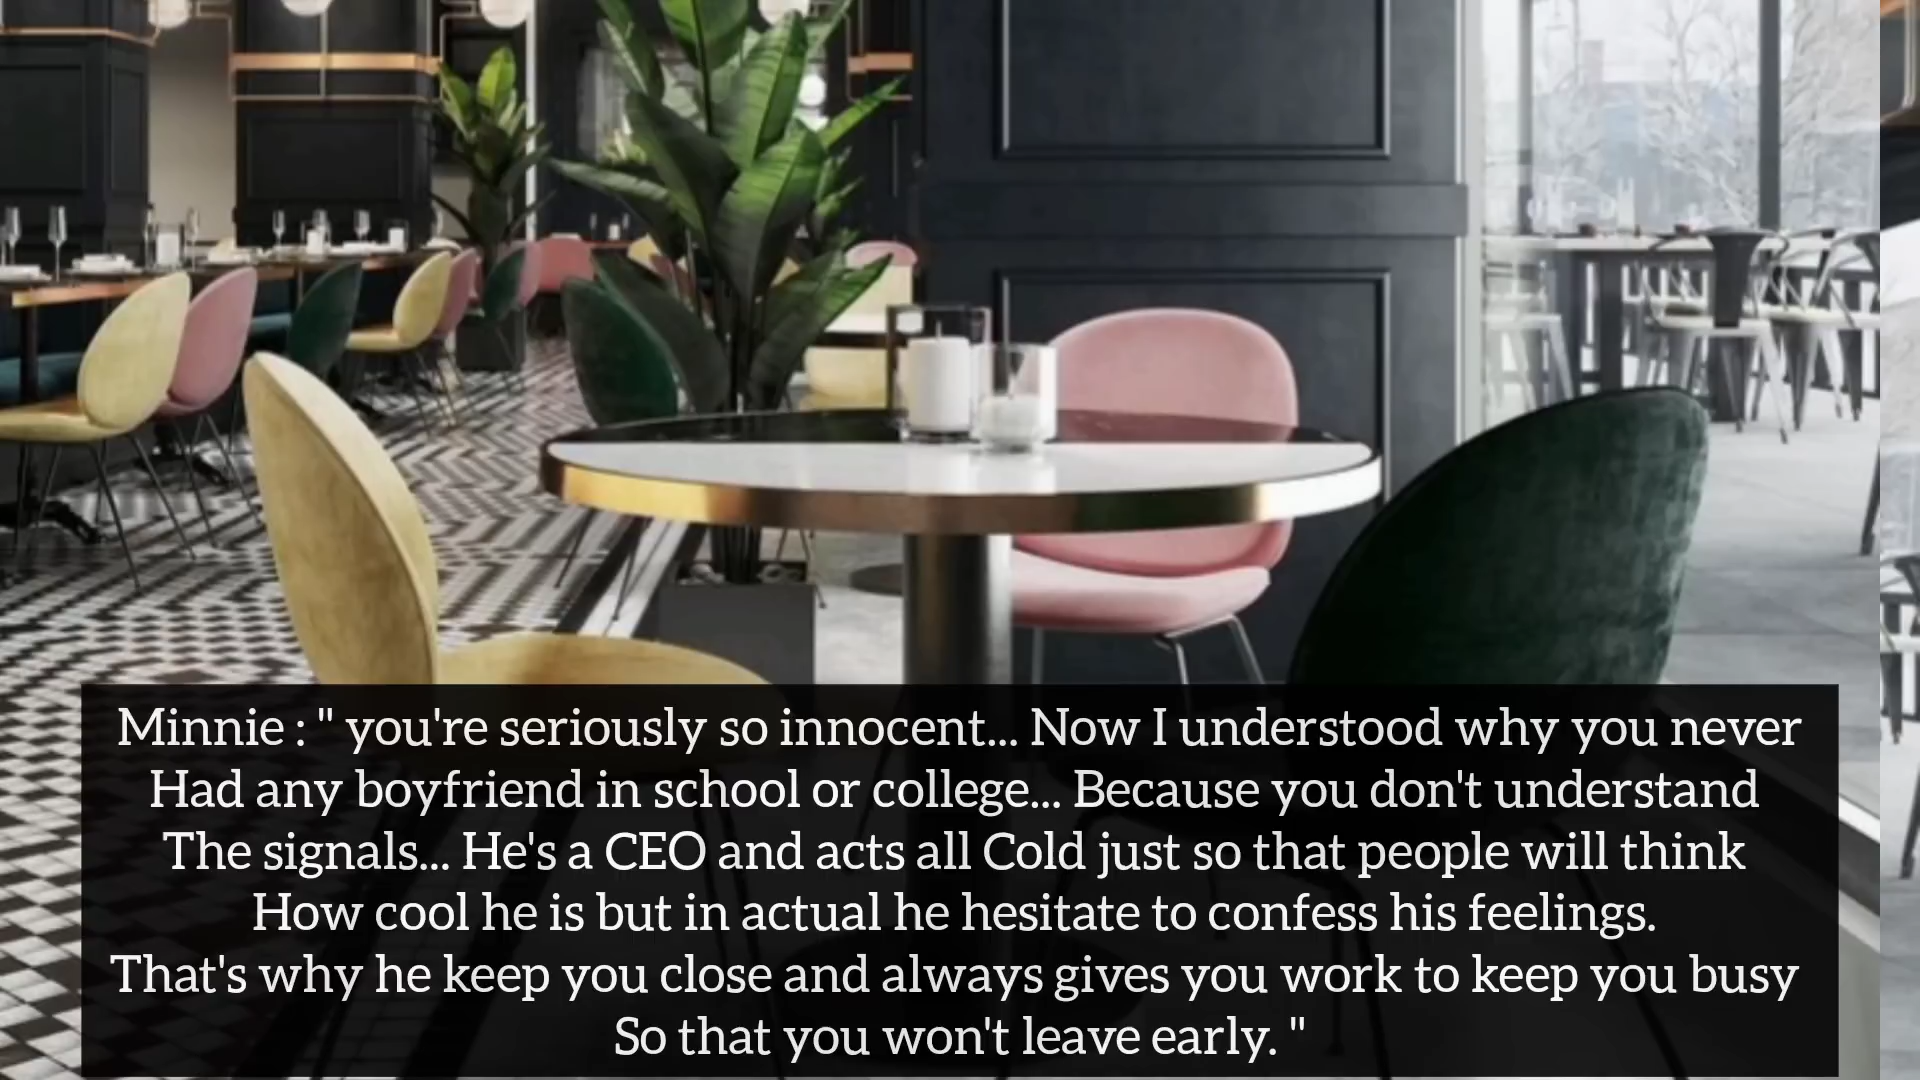 Minnie : " you're seriously so innocent... Now I understood why you never
Had any boyfriend in school or college... Because you don't understand
The signals... He's a CEO and acts all Cold just so that people will think
How cool he is but in actual he hesitate to confess his feelings.
That's why he keep you close and always gives you work to keep you busy
So that you won't leave early. "